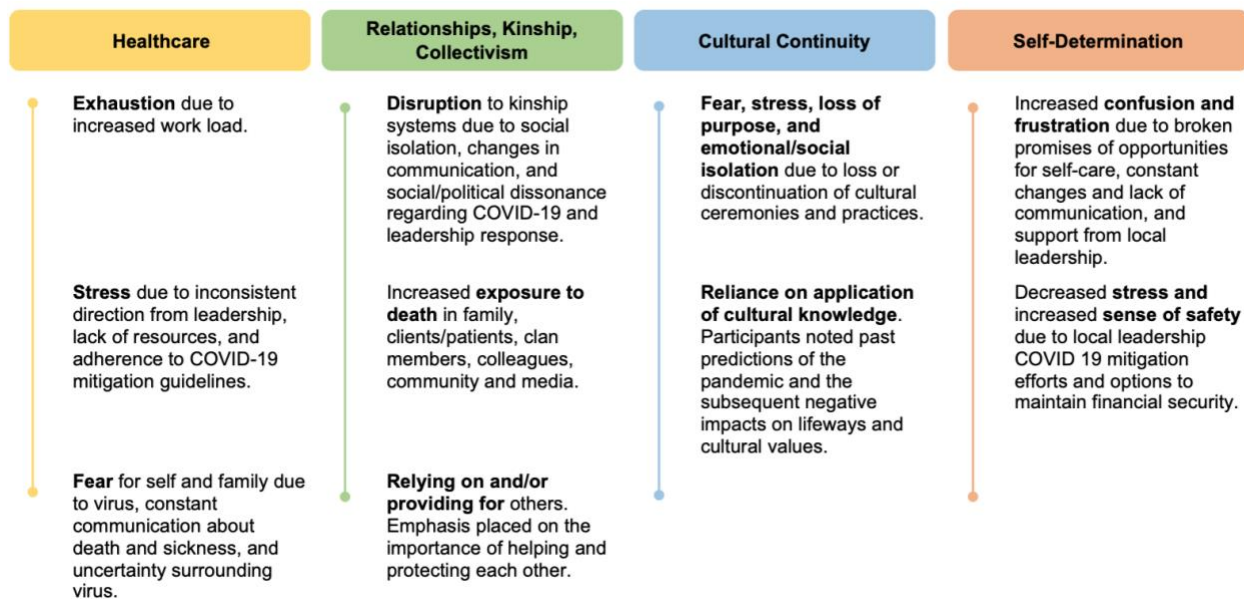 Healthcare
Relationships, Kinship,
Collectivism
Cultural Continuity
Self-Determination
Exhaustion due to
increased work load.
Stress due to inconsistent
direction from leadership,
lack of resources, and
adherence to COVID-19
mitigation guidelines.
Fear for self and family due
to virus, constant
communication about
death and sickness, and
uncertainty surrounding
virus.
Disruption to kinship
systems due to social
isolation, changes in
communication, and
social/political dissonance
regarding COVID-19 and
leadership response.
Increased exposure to
death in family,
clients/patients, clan
members, colleagues,
community and media.
Relying on and/or
providing for others.
Emphasis placed on the
importance of helping and
protecting each other.
Fear, stress, loss of
purpose, and
emotional/social
isolation due to loss or
discontinuation of cultural
ceremonies and practices.
Reliance on application
of cultural knowledge.
Participants noted past
predictions of the
pandemic and the
subsequent negative
impacts on lifeways and
cultural values.
Increased confusion and
frustration due to broken
promises of opportunities
for self-care, constant
changes and lack of
communication, and
support from local
leadership.
Decreased stress and
increased sense of safety
due to local leadership
COVID 19 mitigation
efforts and options to
maintain financial security.